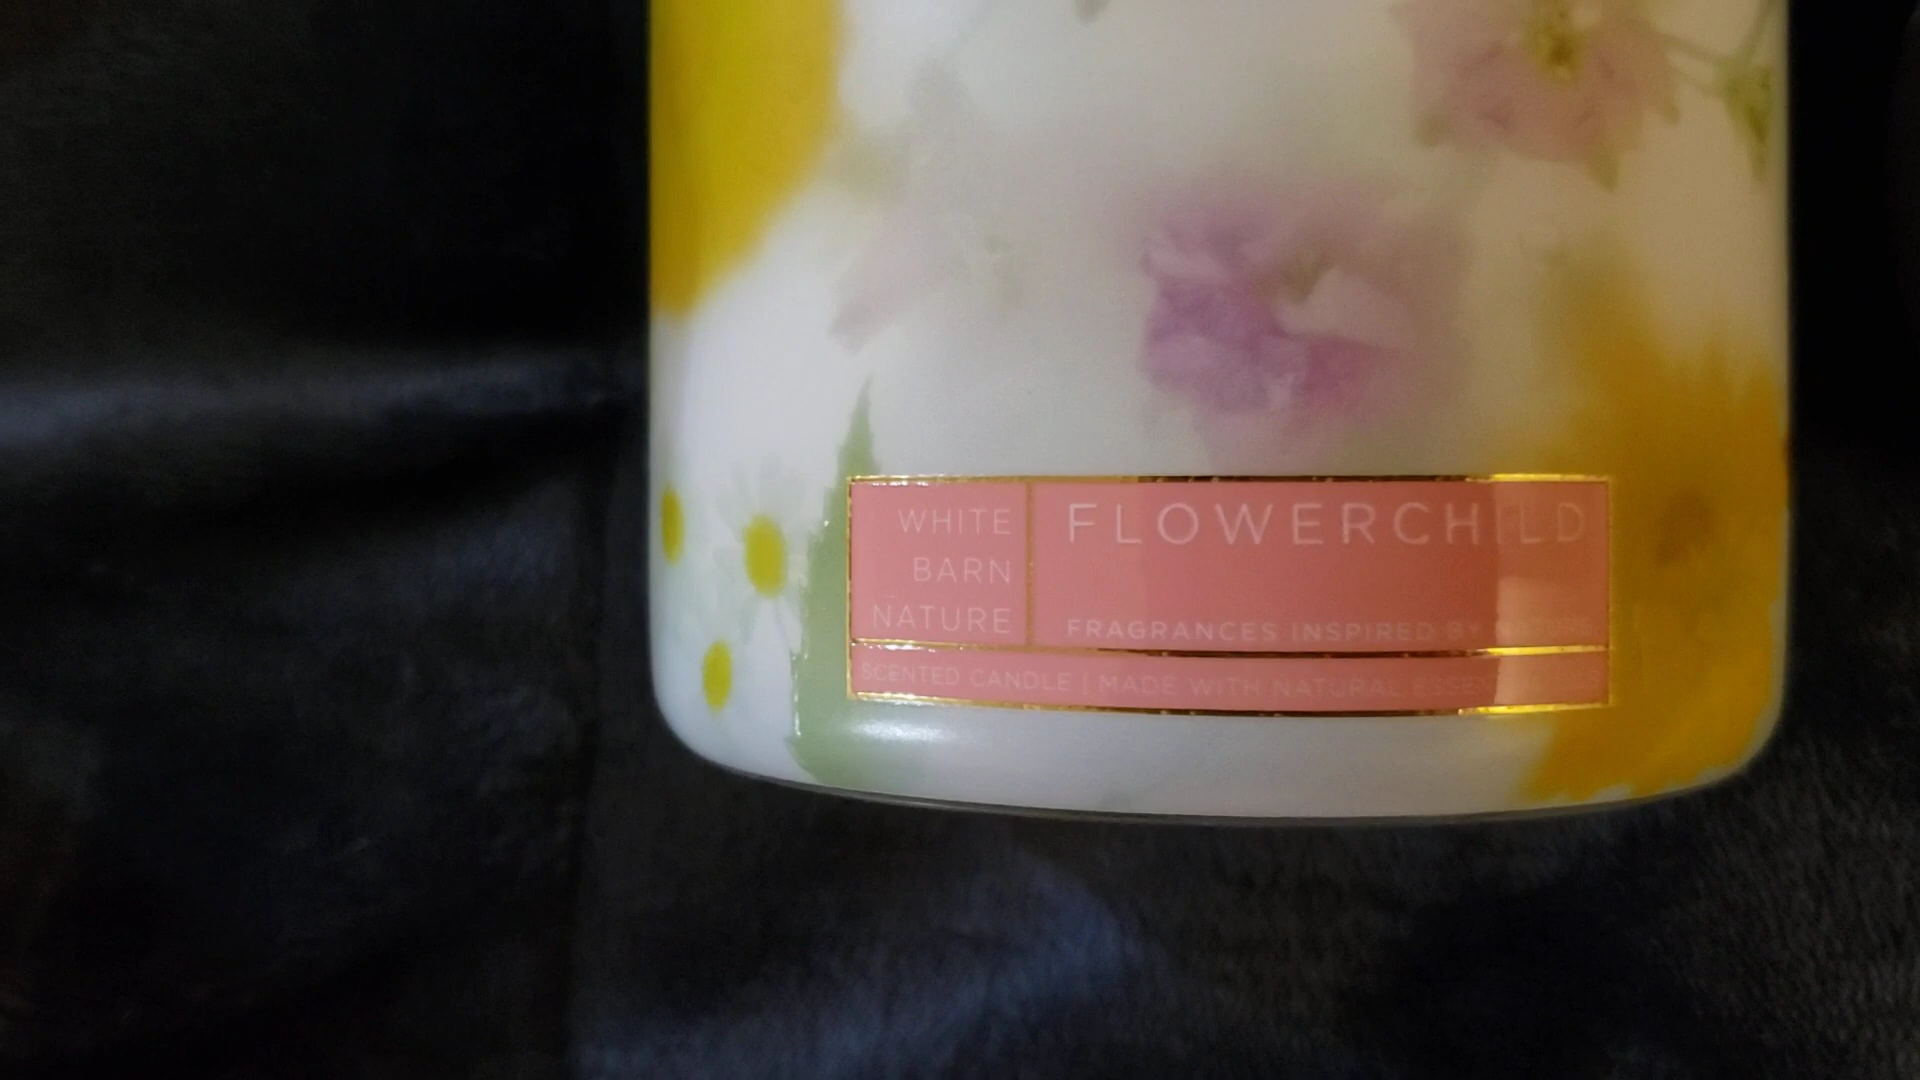 WHITE
BARN
NATURE
FLOWERCHILD
FRAGRANCES INSPIRED BY
SCENTED CANDLE | MADE WITH NATURAL